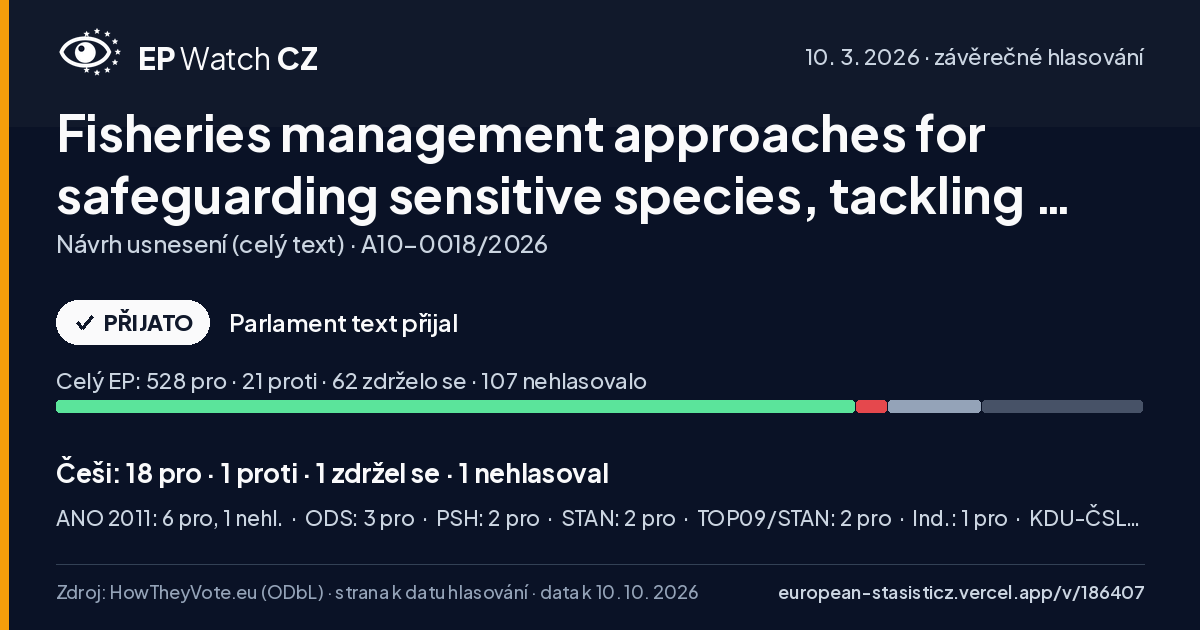 EP Watch CZ
10. 3. 2026 · závěrečné hlasování
Fisheries management approaches for
safeguarding sensitive species, tackling …
Návrh usnesení (celý text) · A10-0018/2026
✓ PŘIJATO
Parlament text přijal
Celý EP: 528 pro · 21 proti · 62 zdrželo se · 107 nehlasovalo
Češi: 18 pro · 1 proti · 1 zdržel se · 1 nehlasoval
ANO 2011: 6 pro, 1 nehl. · ODS: 3 pro · PSH: 2 pro · STAN: 2 pro · TOP09/STAN: 2 pro · Ind.: 1 pro · KDU-ČSL…
Zdroj: HowTheyVote.eu (ODbL) · strana k datu hlasování · data k 10. 10. 2026
european-stasisticz.vercel.app/v/186407